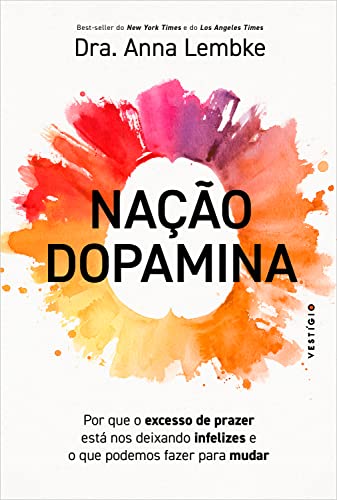 Best-seller do New York Times e do Los Angeles Times
Dra. Anna Lembke
NAÇÃO
DOPAMINA
VESTÍGIO
Por que o excesso de prazer
está nos deixando infelizes e
o que podemos fazer para mudar